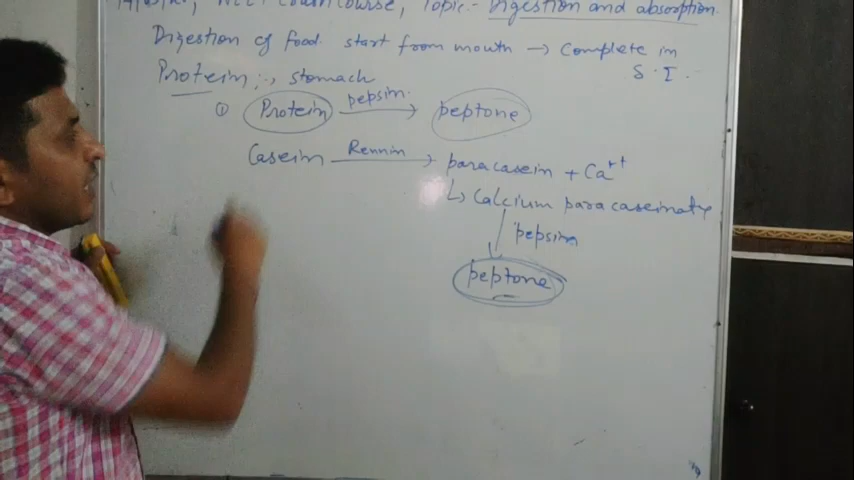 Course, Topic:- Digestion and absorption.
Digestion of food. start from mouth → Complete in
S.I.
Protein :→ stomach
① Protein pepsin. → peptone
Casein Rennin → paracasein + Ca++
↳ Calcium paracaseinate
pepsin
peptone